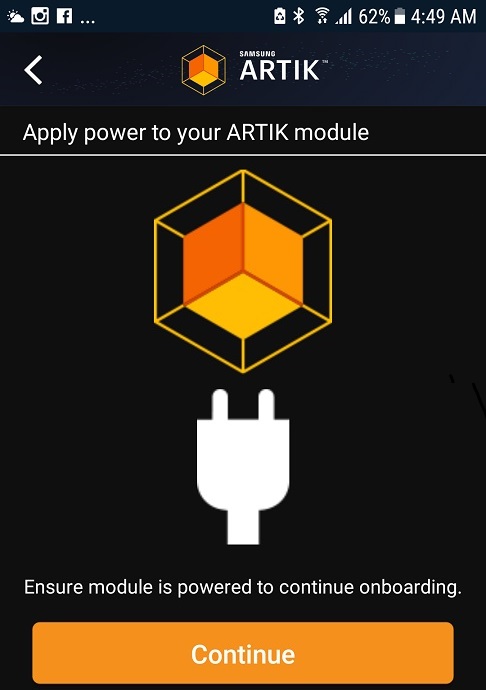 ... 62% 4:49 AM
SAMSUNG
ARTIK™
Apply power to your ARTIK module
Ensure module is powered to continue onboarding.
Continue